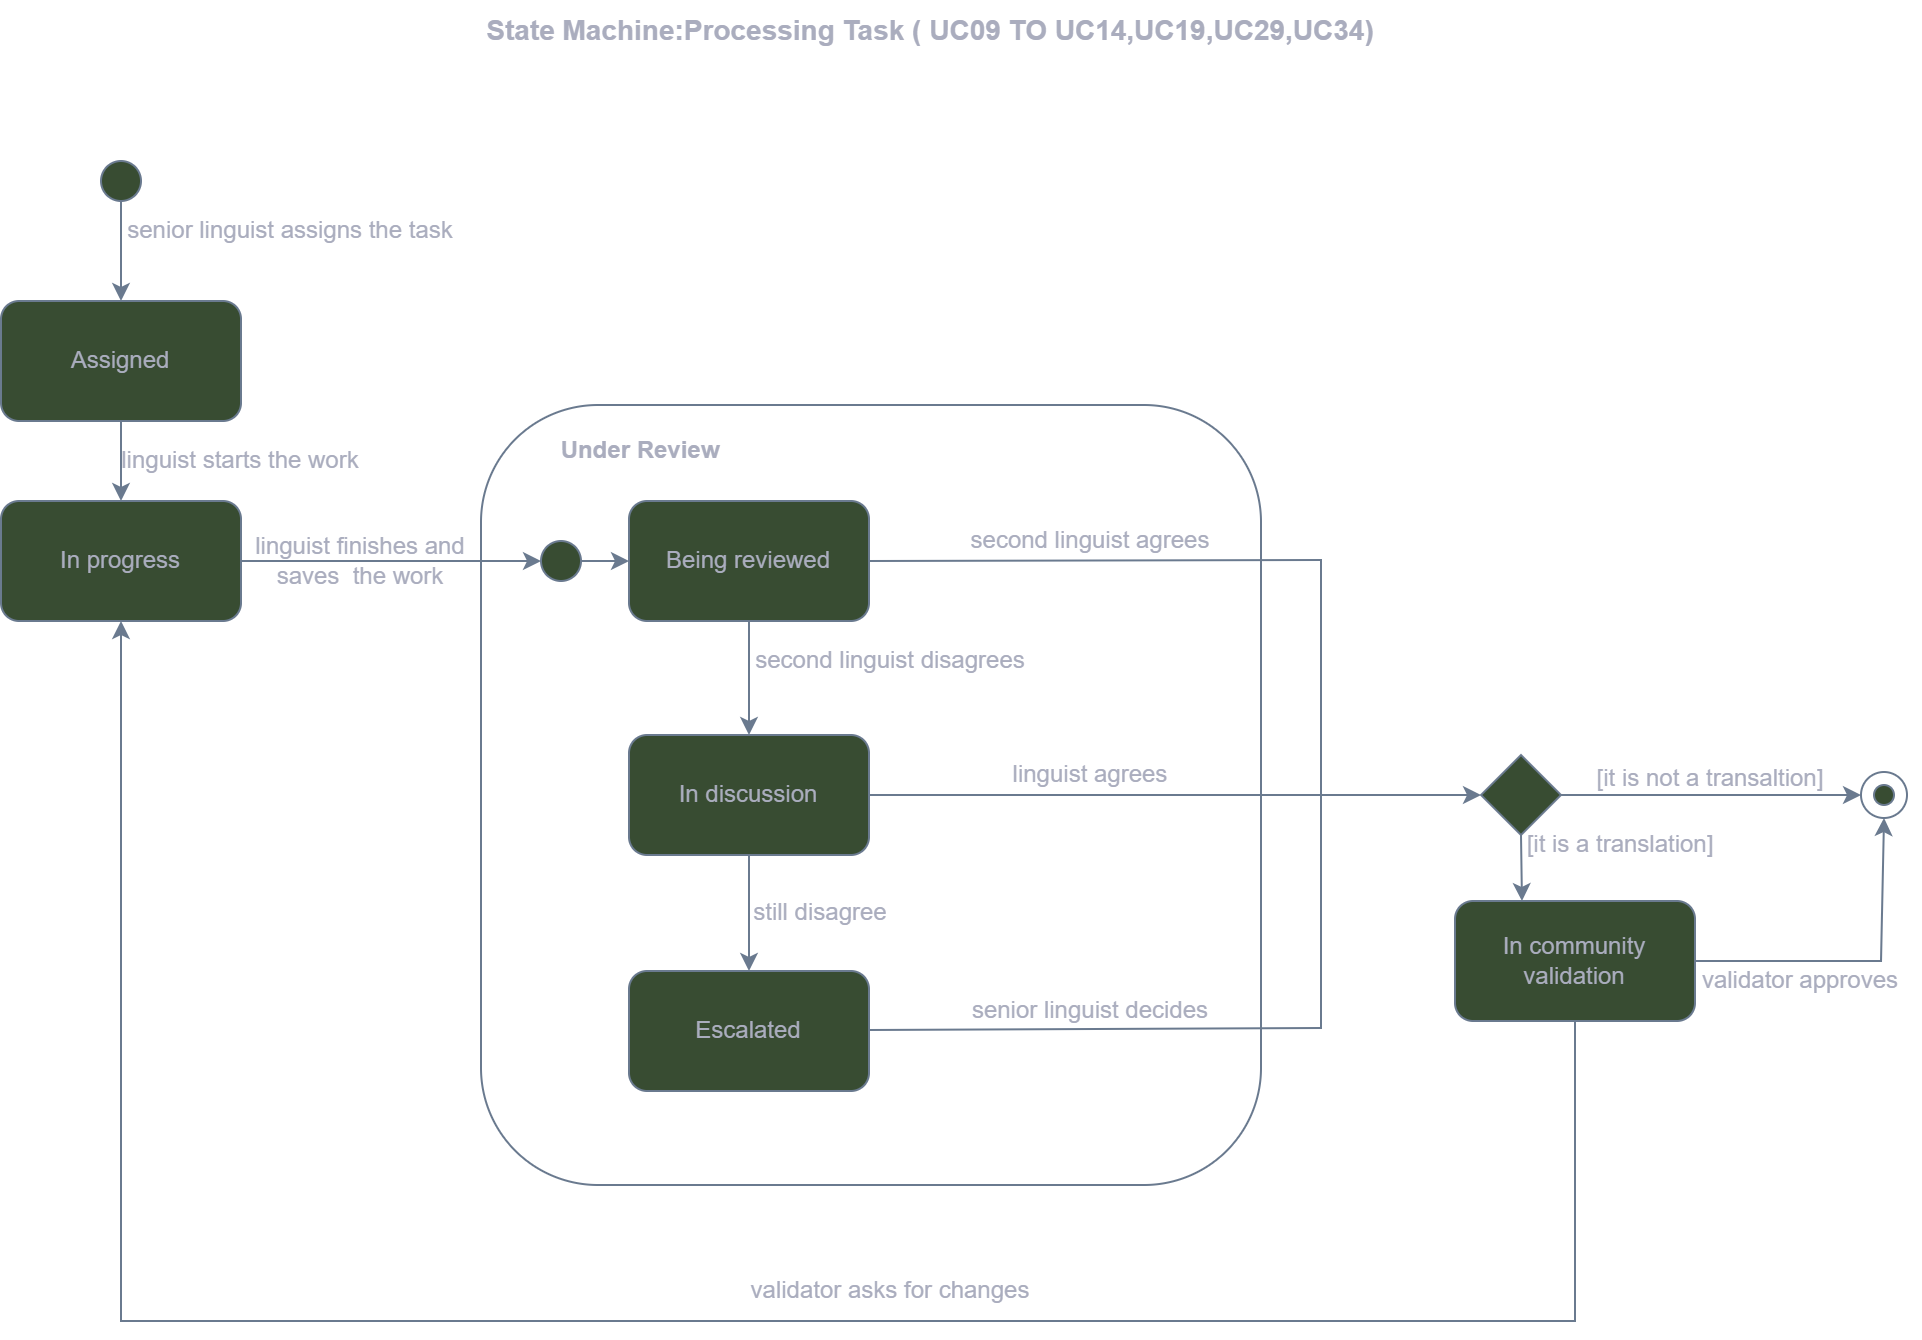 State Machine:Processing Task ( UC09 TO UC14,UC19,UC29,UC34)
senior linguist assigns the task
Assigned
linguist starts the work
In progress
linguist finishes and
saves  the work
Under Review
Being reviewed
second linguist agrees
second linguist disagrees
In discussion
linguist agrees
[it is not a transaltion]
[it is a translation]
still disagree
In community
validation
validator approves
Escalated
senior linguist decides
validator asks for changes